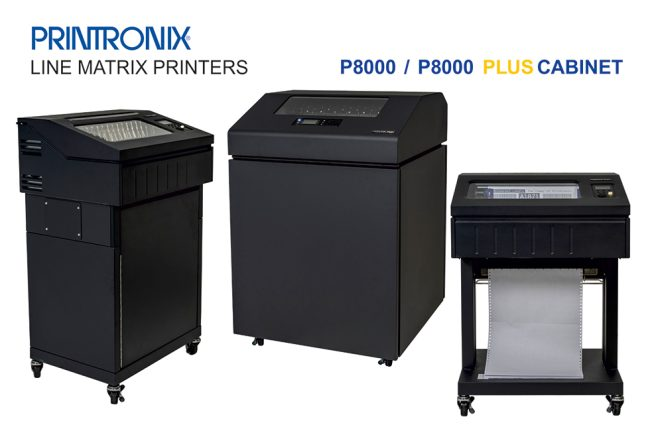 PRINTRONIX®
LINE MATRIX PRINTERS
P8000 / P8000 PLUS CABINET